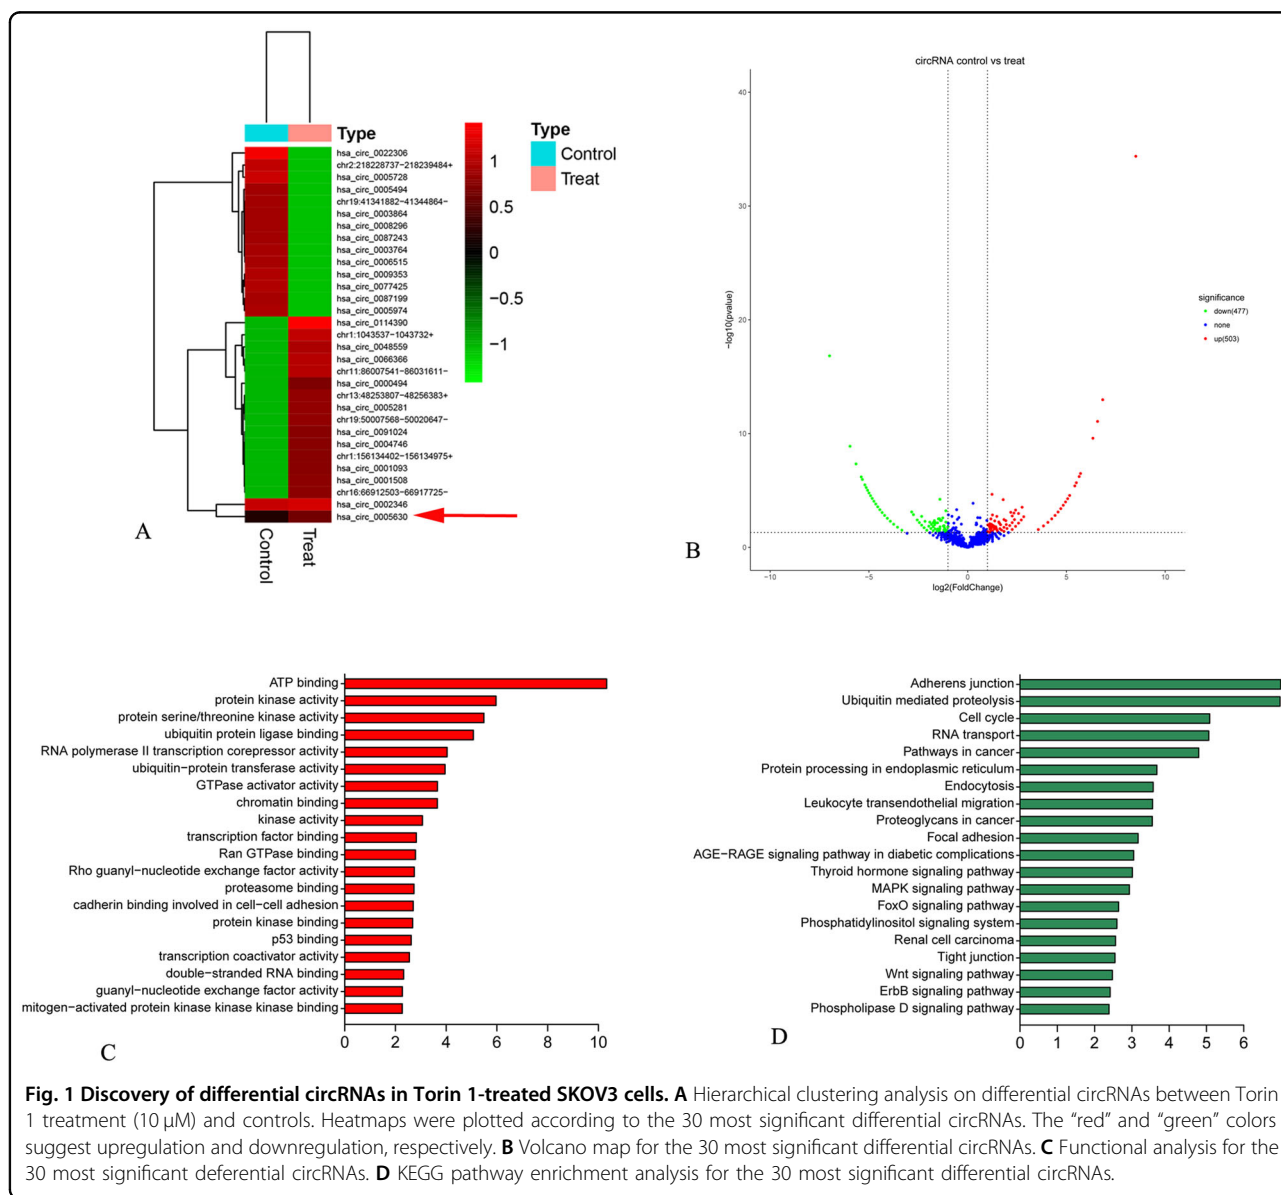 Type
hsa_circ_0022306
chr2:218228737-218239484+
hsa_circ_0005728
hsa_circ_0005494
chr19:41341882-41344864-
hsa_circ_0003864
hsa_circ_0008296
hsa_circ_0087243
hsa_circ_0003764
hsa_circ_0006515
hsa_circ_0009353
hsa_circ_0077425
hsa_circ_0087199
hsa_circ_0005974
hsa_circ_0114390
chr1:1043537-1043732+
hsa_circ_0048559
hsa_circ_0066366
chr11:86007541-86031611-
hsa_circ_0000494
chr13:48253807-48256383+
hsa_circ_0005281
chr19:50007568-50020647-
hsa_circ_0091024
hsa_circ_0004746
chr1:156134402-156134975+
hsa_circ_0001093
hsa_circ_0001508
chr16:66912503-66917725-
hsa_circ_0002346
hsa_circ_0005630
Control
Treat
1
0.5
0
−0.5
−1
Type
Control
Treat
A
circRNA control vs treat
−log10(pvalue)
40
30
20
10
0
−10 −5 0 5 10
log2(FoldChange)
significance
down(477)
none
up(503)
B
ATP binding
protein kinase activity
protein serine/threonine kinase activity
ubiquitin protein ligase binding
RNA polymerase II transcription corepressor activity
ubiquitin−protein transferase activity
GTPase activator activity
chromatin binding
kinase activity
transcription factor binding
Ran GTPase binding
Rho guanyl−nucleotide exchange factor activity
proteasome binding
cadherin binding involved in cell−cell adhesion
protein kinase binding
p53 binding
transcription coactivator activity
double−stranded RNA binding
guanyl−nucleotide exchange factor activity
mitogen−activated protein kinase kinase kinase binding
0 2 4 6 8 10
C
Adherens junction
Ubiquitin mediated proteolysis
Cell cycle
RNA transport
Pathways in cancer
Protein processing in endoplasmic reticulum
Endocytosis
Leukocyte transendothelial migration
Proteoglycans in cancer
Focal adhesion
AGE−RAGE signaling pathway in diabetic complications
Thyroid hormone signaling pathway
MAPK signaling pathway
FoxO signaling pathway
Phosphatidylinositol signaling system
Renal cell carcinoma
Tight junction
Wnt signaling pathway
ErbB signaling pathway
Phospholipase D signaling pathway
0 1 2 3 4 5 6
D
Fig. 1 Discovery of differential circRNAs in Torin 1-treated SKOV3 cells. A Hierarchical clustering analysis on differential circRNAs between Torin
1 treatment (10 μM) and controls. Heatmaps were plotted according to the 30 most significant differential circRNAs. The “red” and “green” colors
suggest upregulation and downregulation, respectively. B Volcano map for the 30 most significant differential circRNAs. C Functional analysis for the
30 most significant deferential circRNAs. D KEGG pathway enrichment analysis for the 30 most significant differential circRNAs.